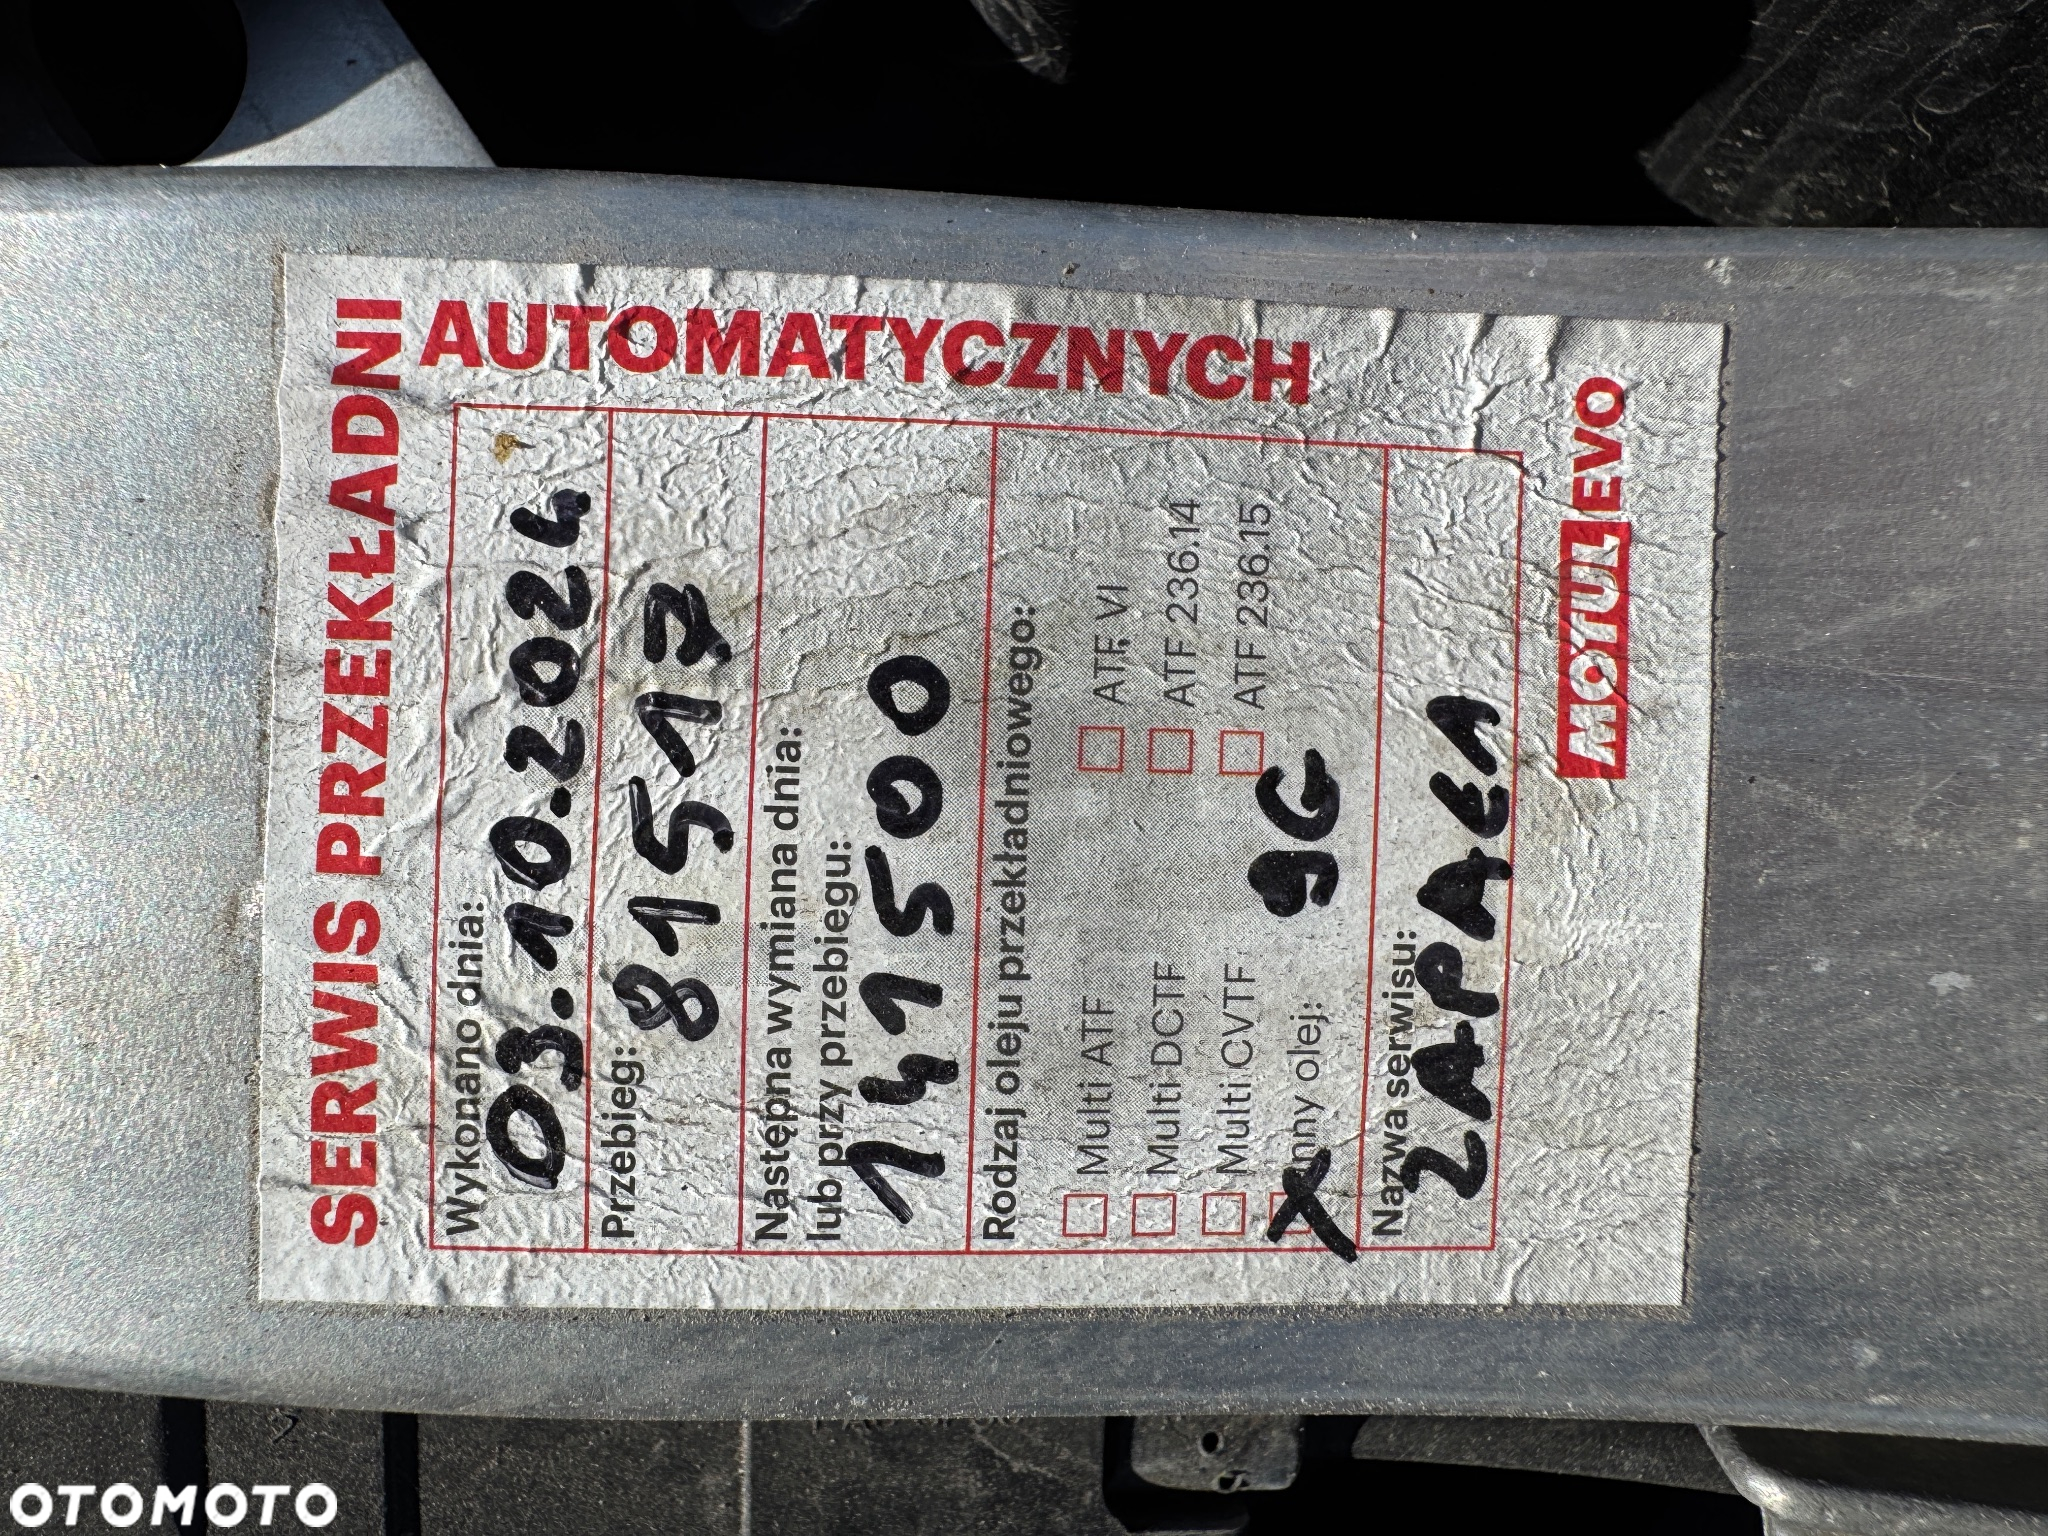 SERWIS PRZEKŁADNI
AUTOMATYCZNYCH
Wykonano dnia:
03.10.2024
Przebieg:
81517
Następna wymiana dnia:
lub przy przebiegu:
141500
Rodzaj oleju przekładniowego:
Multi ATF
ATF VI
Multi DCTF
ATF 236.14
Multi CVTF
ATF 236.15
X
Inny olej:
9G
Nazwa serwisu:
MOTUL EVO
OTOMOTO